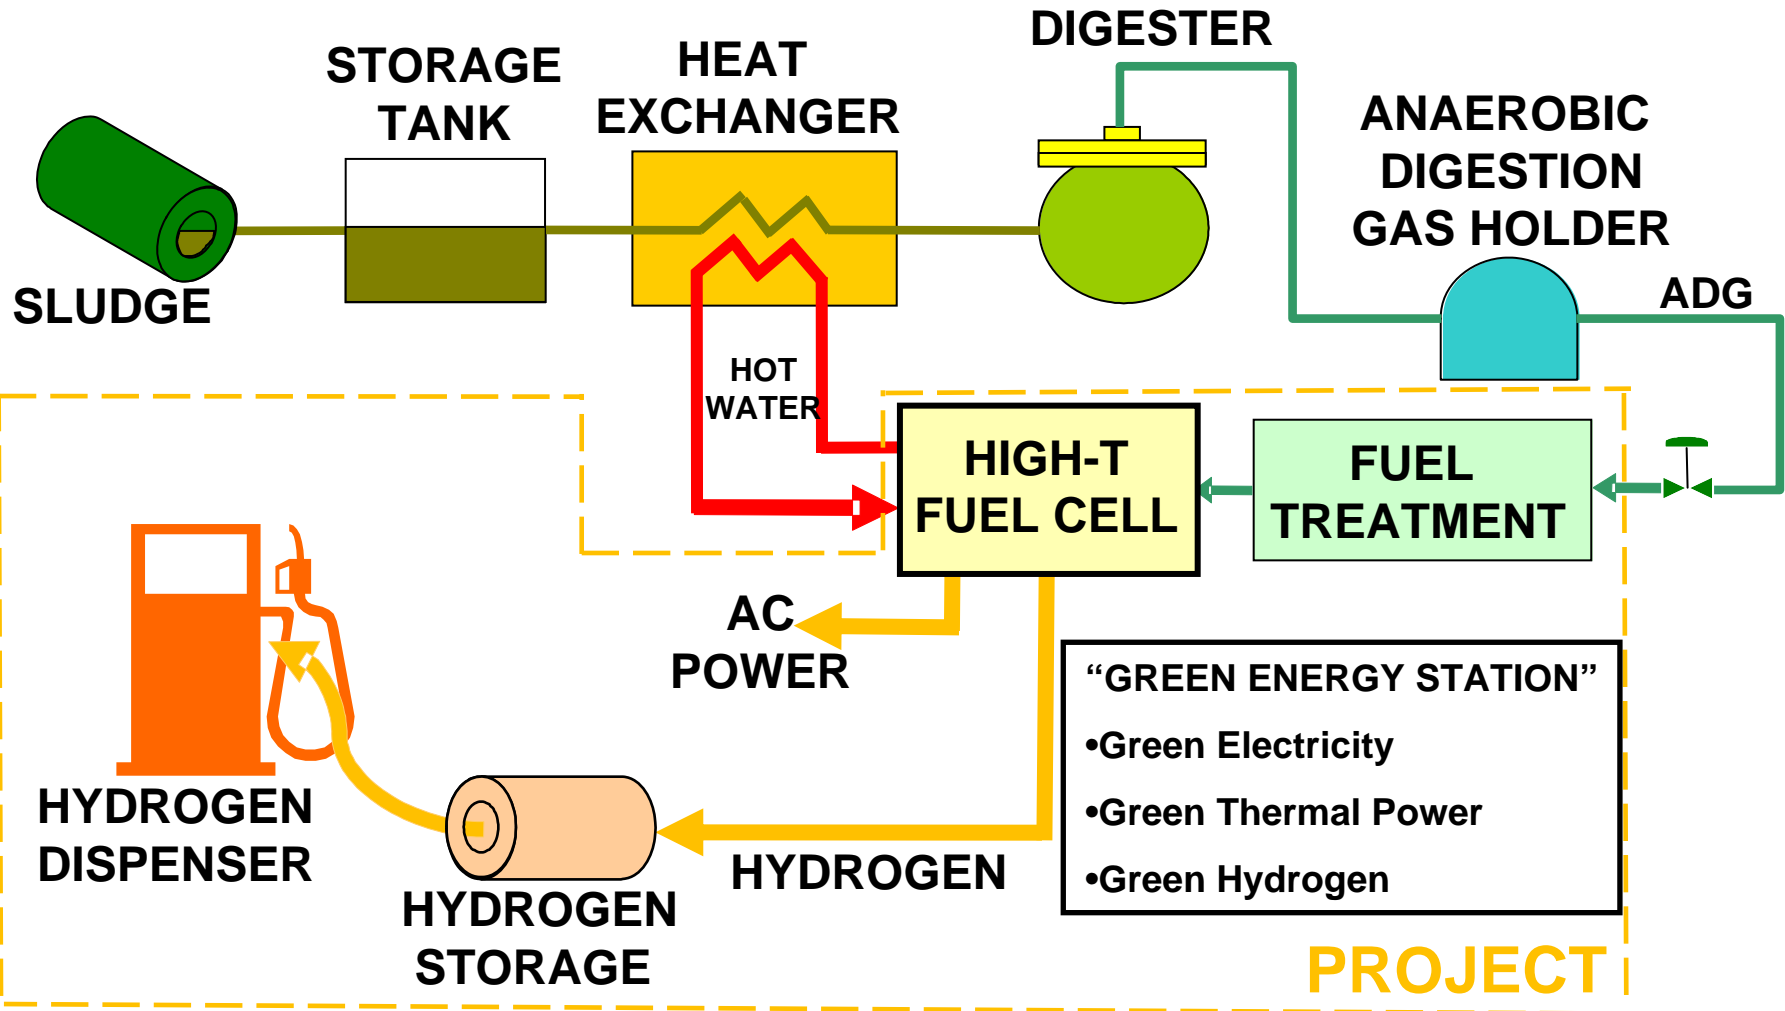 DIGESTER
STORAGE
TANK
HEAT
EXCHANGER
ANAEROBIC
DIGESTION
GAS HOLDER
SLUDGE
ADG
HOT
WATER
HIGH-T
FUEL CELL
FUEL
TREATMENT
AC
POWER
“GREEN ENERGY STATION”
•Green Electricity
•Green Thermal Power
•Green Hydrogen
HYDROGEN
DISPENSER
HYDROGEN
HYDROGEN
STORAGE
PROJECT